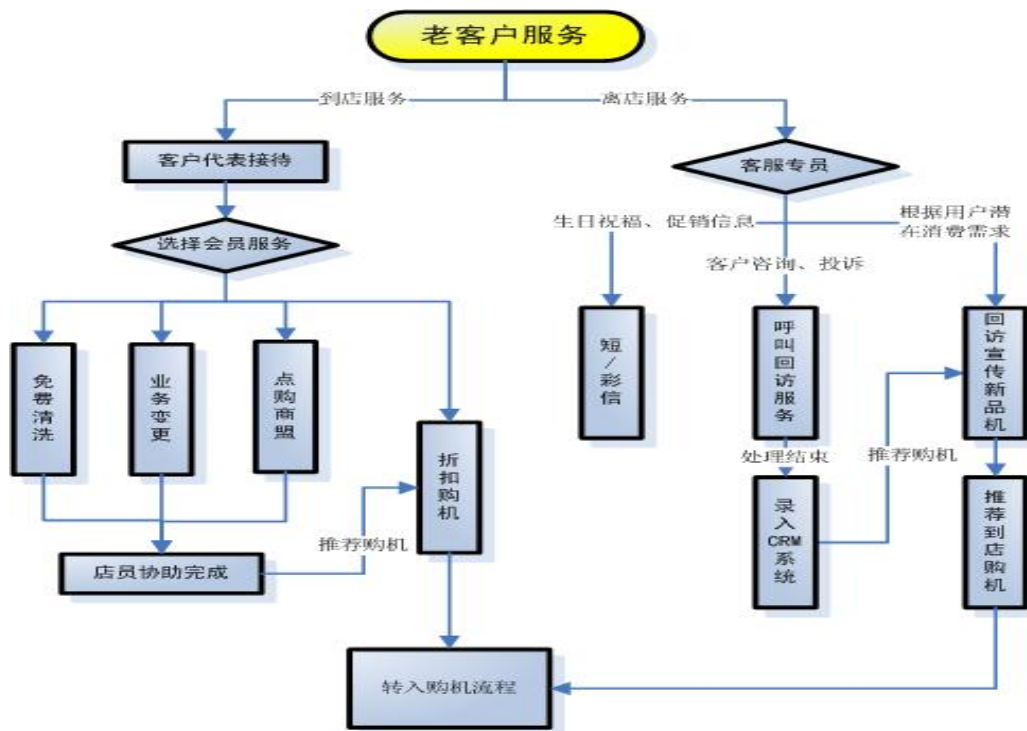 老客户服务
到店服务
离店服务
客户代表接待
客服专员
选择会员服务
生日祝福、促销信息
根据用户潜
在消费需求
客户咨询、投诉
免费清洗
业务变更
点购商盟
折扣购机
短/彩信
呼叫回访服务
回访宣传新品机
处理结束
推荐购机
推荐购机
店员协助完成
录入CRM系统
推荐到店购机
转入购机流程